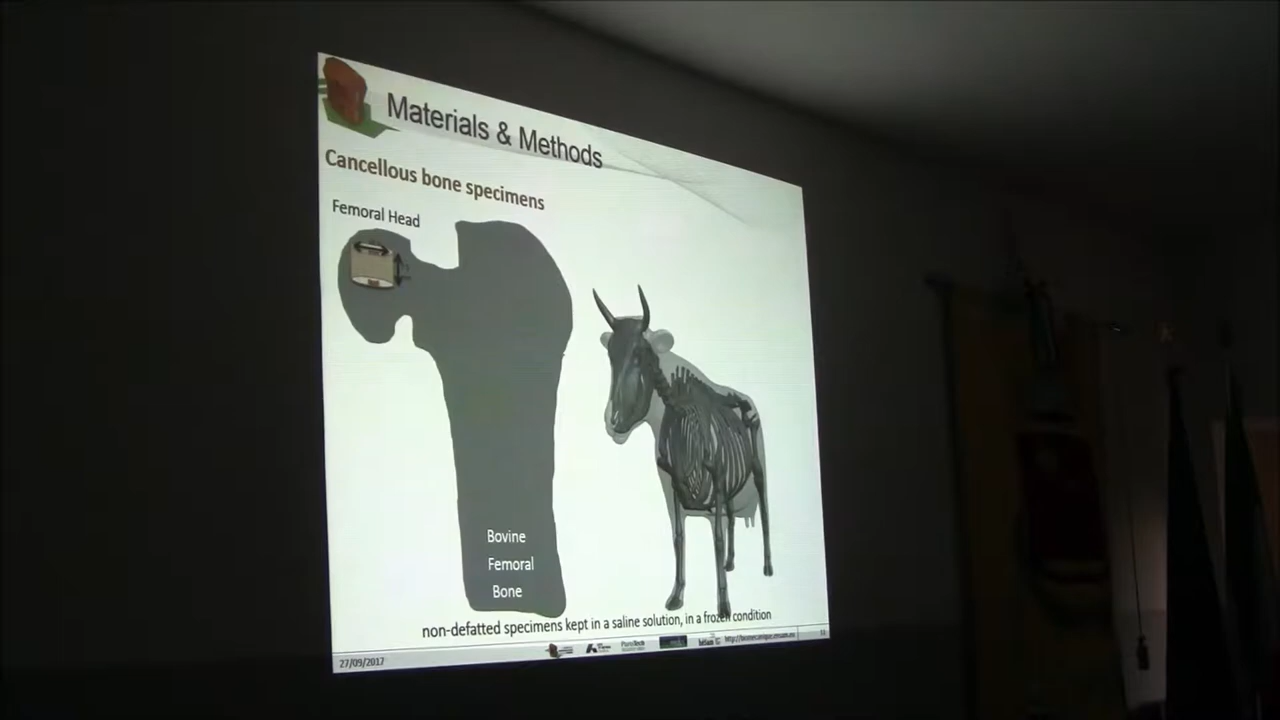 Materials & Methods
Cancellous bone specimens
Femoral Head
Bovine
Femoral
Bone
non-defatted specimens kept in a saline solution, in a frozen condition
27/09/2017